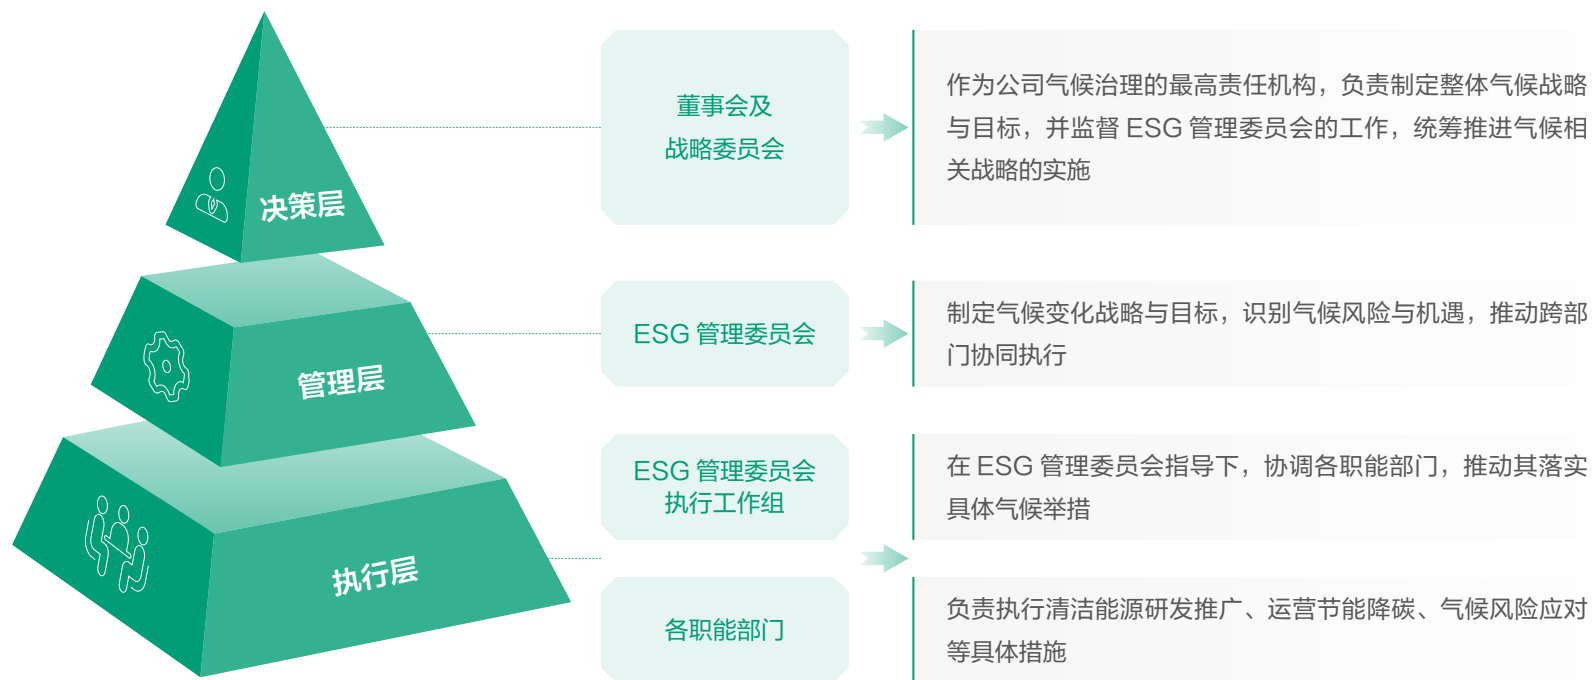 决策层
董事会及
战略委员会
作为公司气候治理的最高责任机构，负责制定整体气候战略
与目标，并监督 ESG 管理委员会的工作，统筹推进气候相
关战略的实施
管理层
ESG 管理委员会
制定气候变化战略与目标，识别气候风险与机遇，推动跨部
门协同执行
执行层
ESG 管理委员会
执行工作组
在 ESG 管理委员会指导下，协调各职能部门，推动其落实
具体气候举措
各职能部门
负责执行清洁能源研发推广、运营节能降碳、气候风险应对
等具体措施